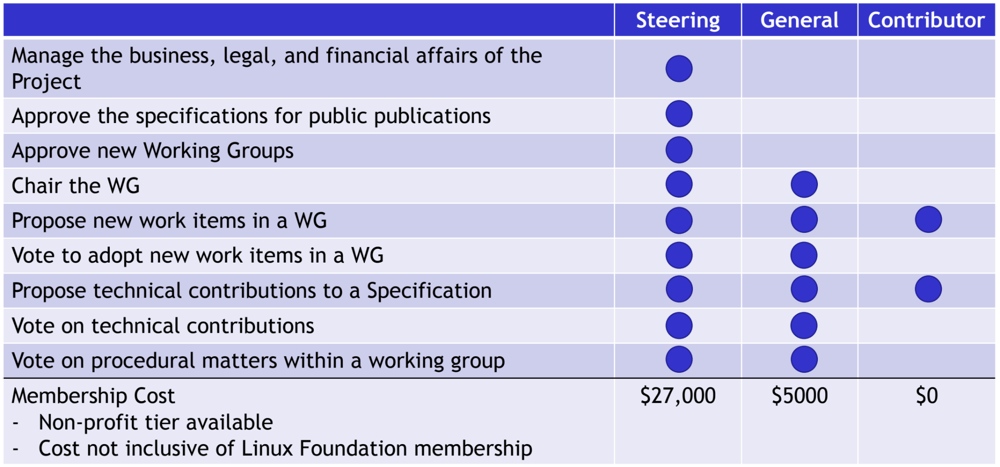 Steering General Contributor
Manage the business, legal, and financial affairs of the
Project
Approve the specifications for public publications
Approve new Working Groups
Chair the WG
Propose new work items in a WG
Vote to adopt new work items in a WG
Propose technical contributions to a Specification
Vote on technical contributions
Vote on procedural matters within a working group
Membership Cost $27,000 $5000 $0
- Non-profit tier available
- Cost not inclusive of Linux Foundation membership